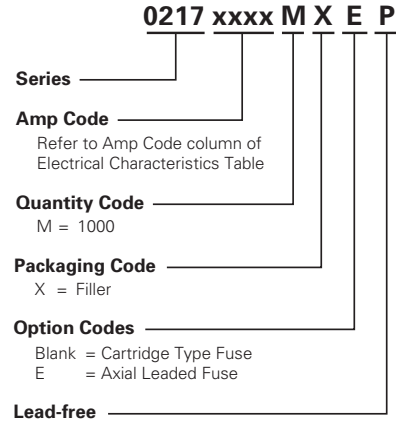 0217 xxxx M X E P
Series
Amp Code
Refer to Amp Code column of
Electrical Characteristics Table
Quantity Code
M = 1000
Packaging Code
X = Filler
Option Codes
Blank = Cartridge Type Fuse
E = Axial Leaded Fuse
Lead-free